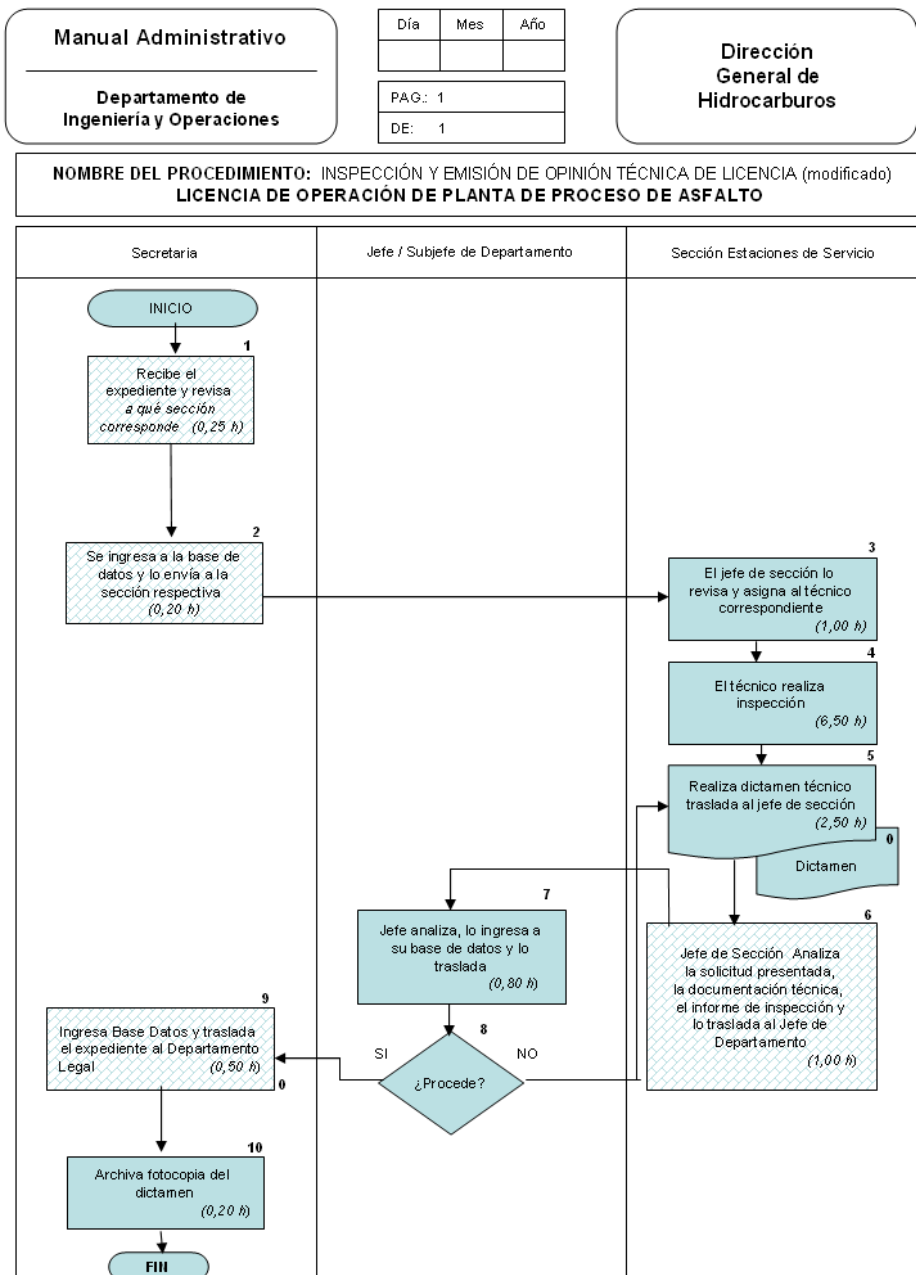 Manual Administrativo
Departamento de
Ingeniería y Operaciones
Día Mes Año
PAG.: 1
DE: 1
Dirección
General de
Hidrocarburos
NOMBRE DEL PROCEDIMIENTO: INSPECCIÓN Y EMISIÓN DE OPINIÓN TÉCNICA DE LICENCIA (modificado)
LICENCIA DE OPERACIÓN DE PLANTA DE PROCESO DE ASFALTO
Secretaria
Jefe / Subjefe de Departamento
Sección Estaciones de Servicio
INICIO
1
Recibe el
expediente y revisa
a qué sección
corresponde (0,25 h)
2
Se ingresa a la base de
datos y lo envía a la
sección respectiva
(0,20 h)
3
El jefe de sección lo
revisa y asigna al técnico
correspondiente
(1,00 h)
4
El técnico realiza
inspección
(6,50 h)
5
Realiza dictamen técnico
traslada al jefe de sección
(2,50 h)
0
Dictamen
6
Jefe de Sección Analiza
la solicitud presentada,
la documentación técnica,
el informe de inspección y
lo traslada al Jefe de
Departamento
(1,00 h)
7
Jefe analiza, lo ingresa a
su base de datos y lo
traslada
(0,80 h)
8
SI
NO
¿Procede?
9
Ingresa Base Datos y traslada
el expediente al Departamento
Legal (0,50 h)
0
10
Archiva fotocopia del
dictamen
(0,20 h)
FIN